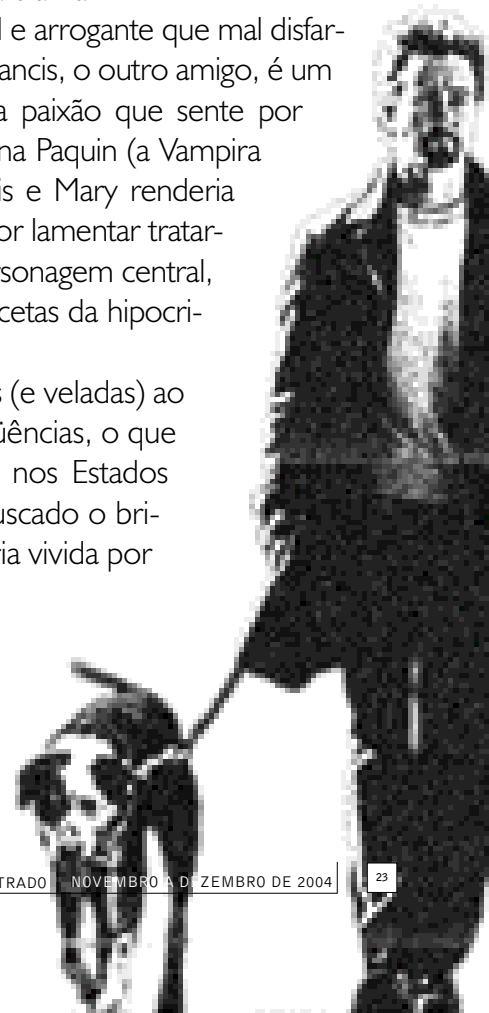 l e arrogante que mal disfar-
ancis, o outro amigo, é um
a paixão que sente por
na Paquin (a Vampira
is e Mary renderia
or lamentar tratar-
rsonagem central,
cetas da hipocri-
s (e veladas) ao
üências, o que
nos Estados
uscado o bri-
ria vivida por
TRADO NOVEMBRO A DEZEMBRO DE 2004 23